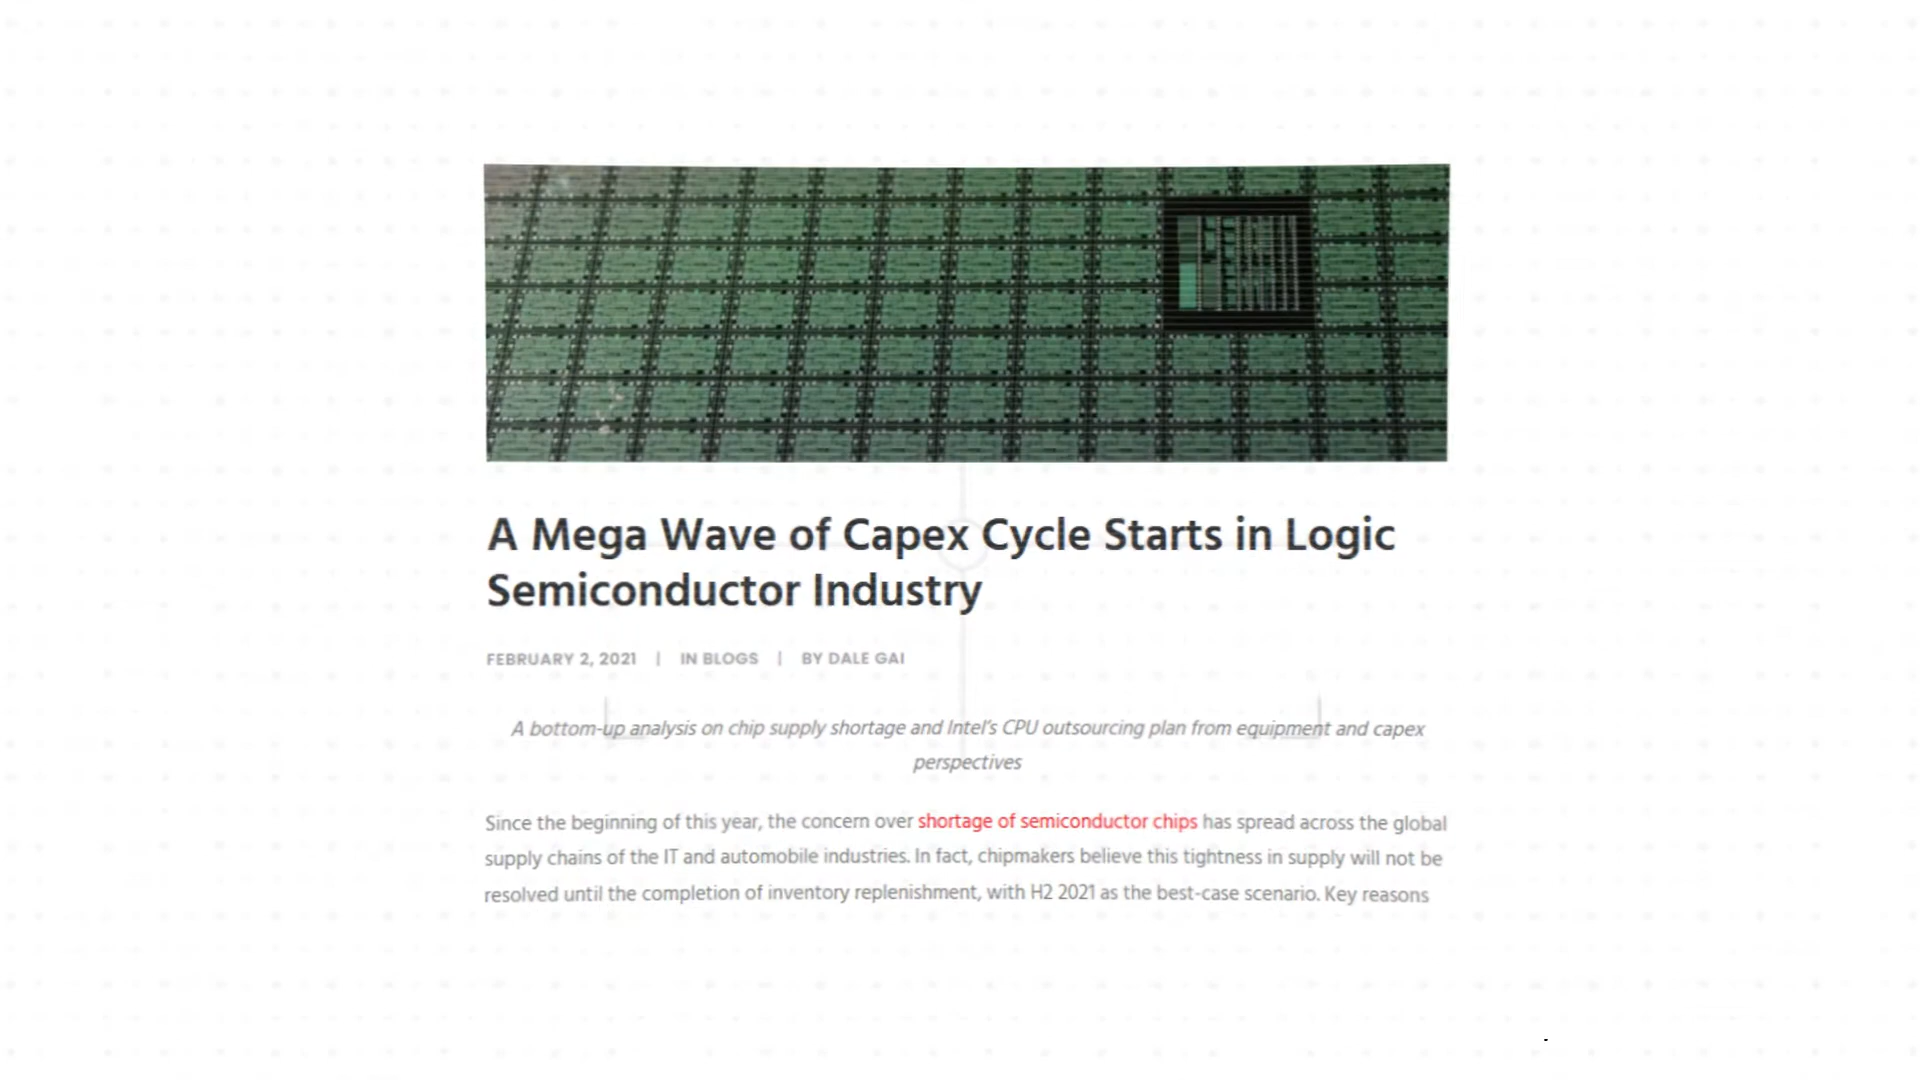 A Mega Wave of Capex Cycle Starts in Logic
Semiconductor Industry
FEBRUARY 2, 2021 | IN BLOGS | BY DALE GAI
A bottom-up analysis on chip supply shortage and Intel's CPU outsourcing plan from equipment and capex
perspectives
Since the beginning of this year, the concern over shortage of semiconductor chips has spread across the global
supply chains of the IT and automobile industries. In fact, chipmakers believe this tightness in supply will not be
resolved until the completion of inventory replenishment, with H2 2021 as the best-case scenario. Key reasons